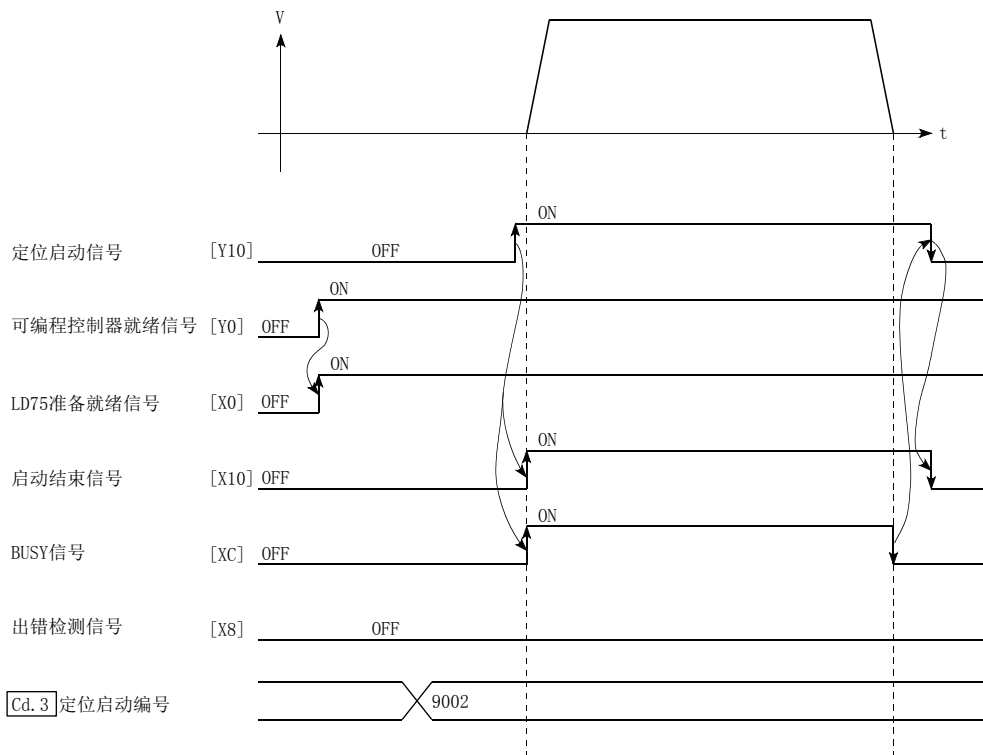 V
t
ON
定位启动信号 [Y10] OFF
ON
可编程控制器就绪信号 [Y0] OFF
ON
LD75准备就绪信号 [X0] OFF
ON
启动结束信号 [X10] OFF
ON
BUSY信号 [XC] OFF
出错检测信号 [X8] OFF
Cd.3 定位启动编号 9002